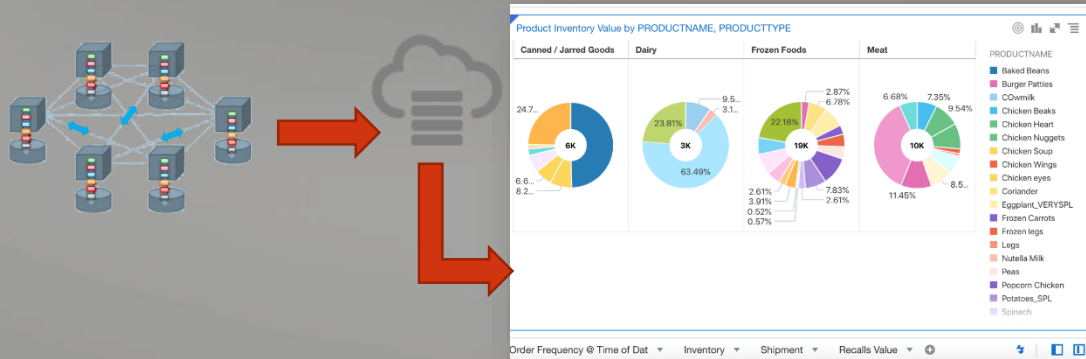 Product Inventory Value by PRODUCTNAME, PRODUCTTYPE
Canned / Jarred Goods
Dairy
Frozen Foods
Meat
24.7...
6K
6.6...
8.2...
9.5...
3.1...
23.81%
3K
63.49%
2.87%
6.78%
22.18%
19K
2.61%
3.91%
0.52%
0.57%
7.83%
2.61%
6.68%
7.35%
9.54%
10K
8.5...
11.45%
PRODUCTNAME
Baked Beans
Burger Patties
COwmilk
Chicken Beaks
Chicken Heart
Chicken Nuggets
Chicken Soup
Chicken Wings
Chicken eyes
Coriander
Eggplant_VERYSPL
Frozen Carrots
Frozen legs
Legs
Nutella Milk
Peas
Popcorn Chicken
Potatoes_SPL
Spinach
Order Frequency @ Time of Dat
Inventory
Shipment
Recalls Value